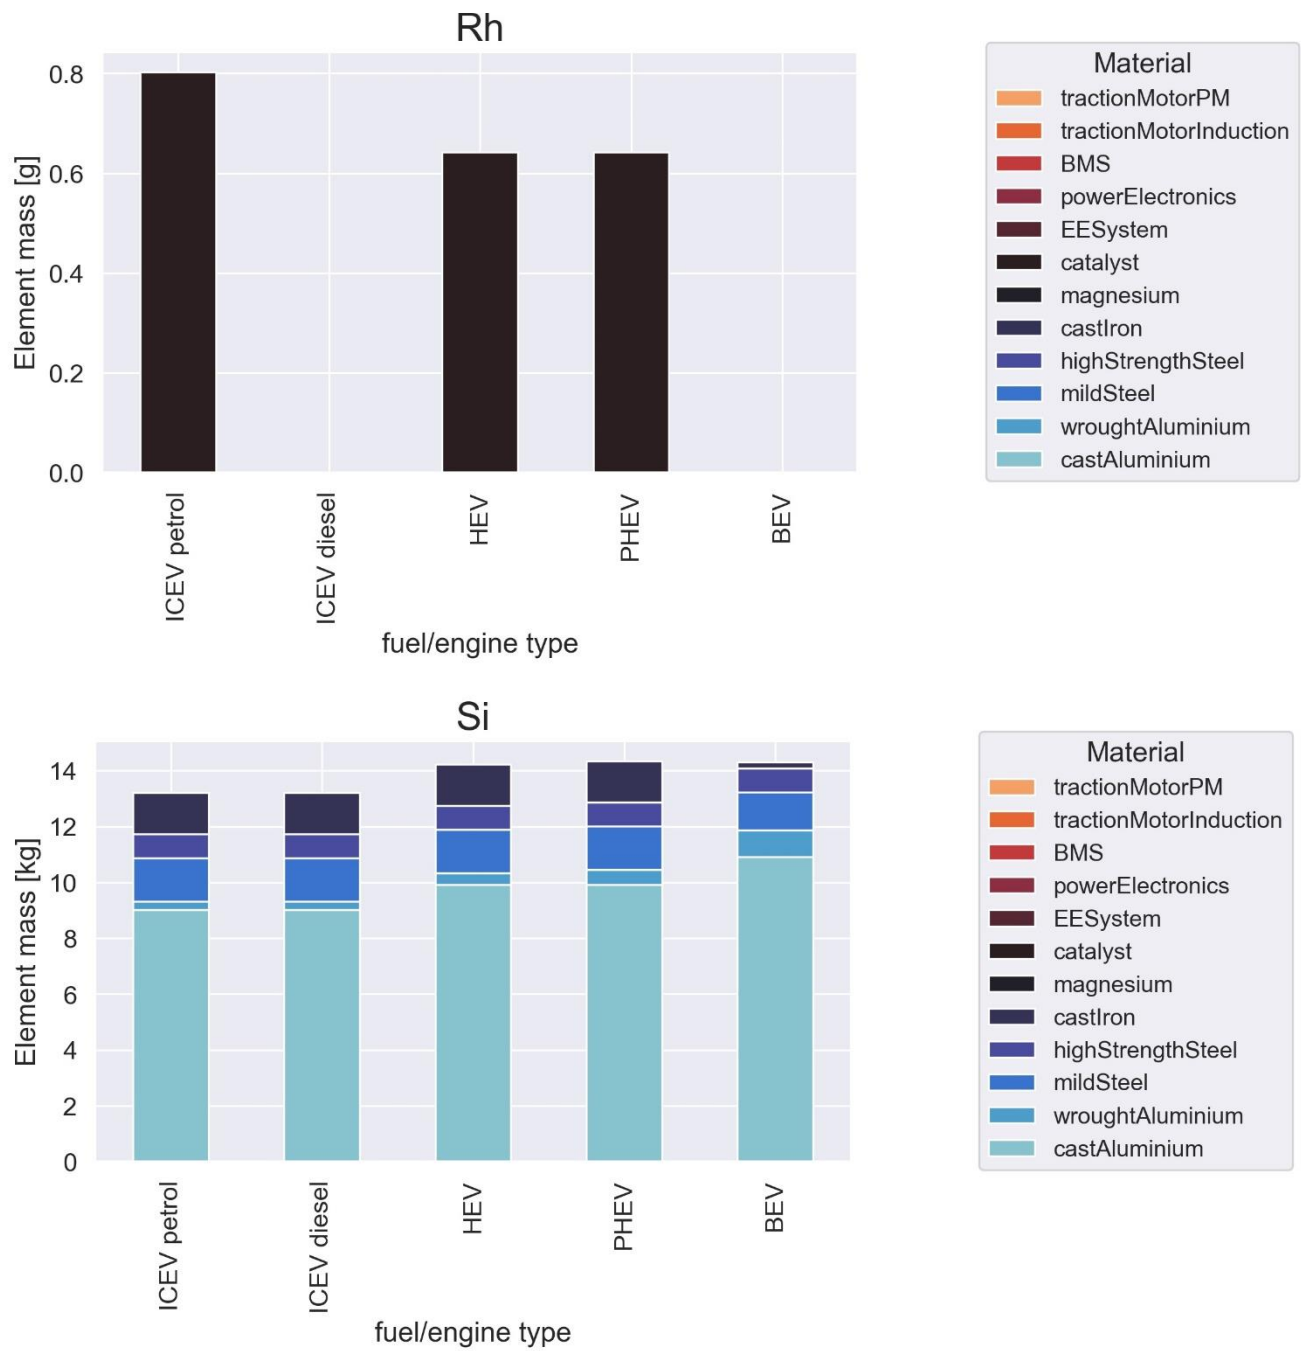 Rh
Element mass [g]
0.8
0.6
0.4
0.2
0.0
ICEV petrol
ICEV diesel
HEV
PHEV
BEV
fuel/engine type
Material
tractionMotorPM
tractionMotorInduction
BMS
powerElectronics
EESystem
catalyst
magnesium
castIron
highStrengthSteel
mildSteel
wroughtAluminium
castAluminium
Si
Element mass [kg]
14
12
10
8
6
4
2
0
ICEV petrol
ICEV diesel
HEV
PHEV
BEV
fuel/engine type
Material
tractionMotorPM
tractionMotorInduction
BMS
powerElectronics
EESystem
catalyst
magnesium
castIron
highStrengthSteel
mildSteel
wroughtAluminium
castAluminium